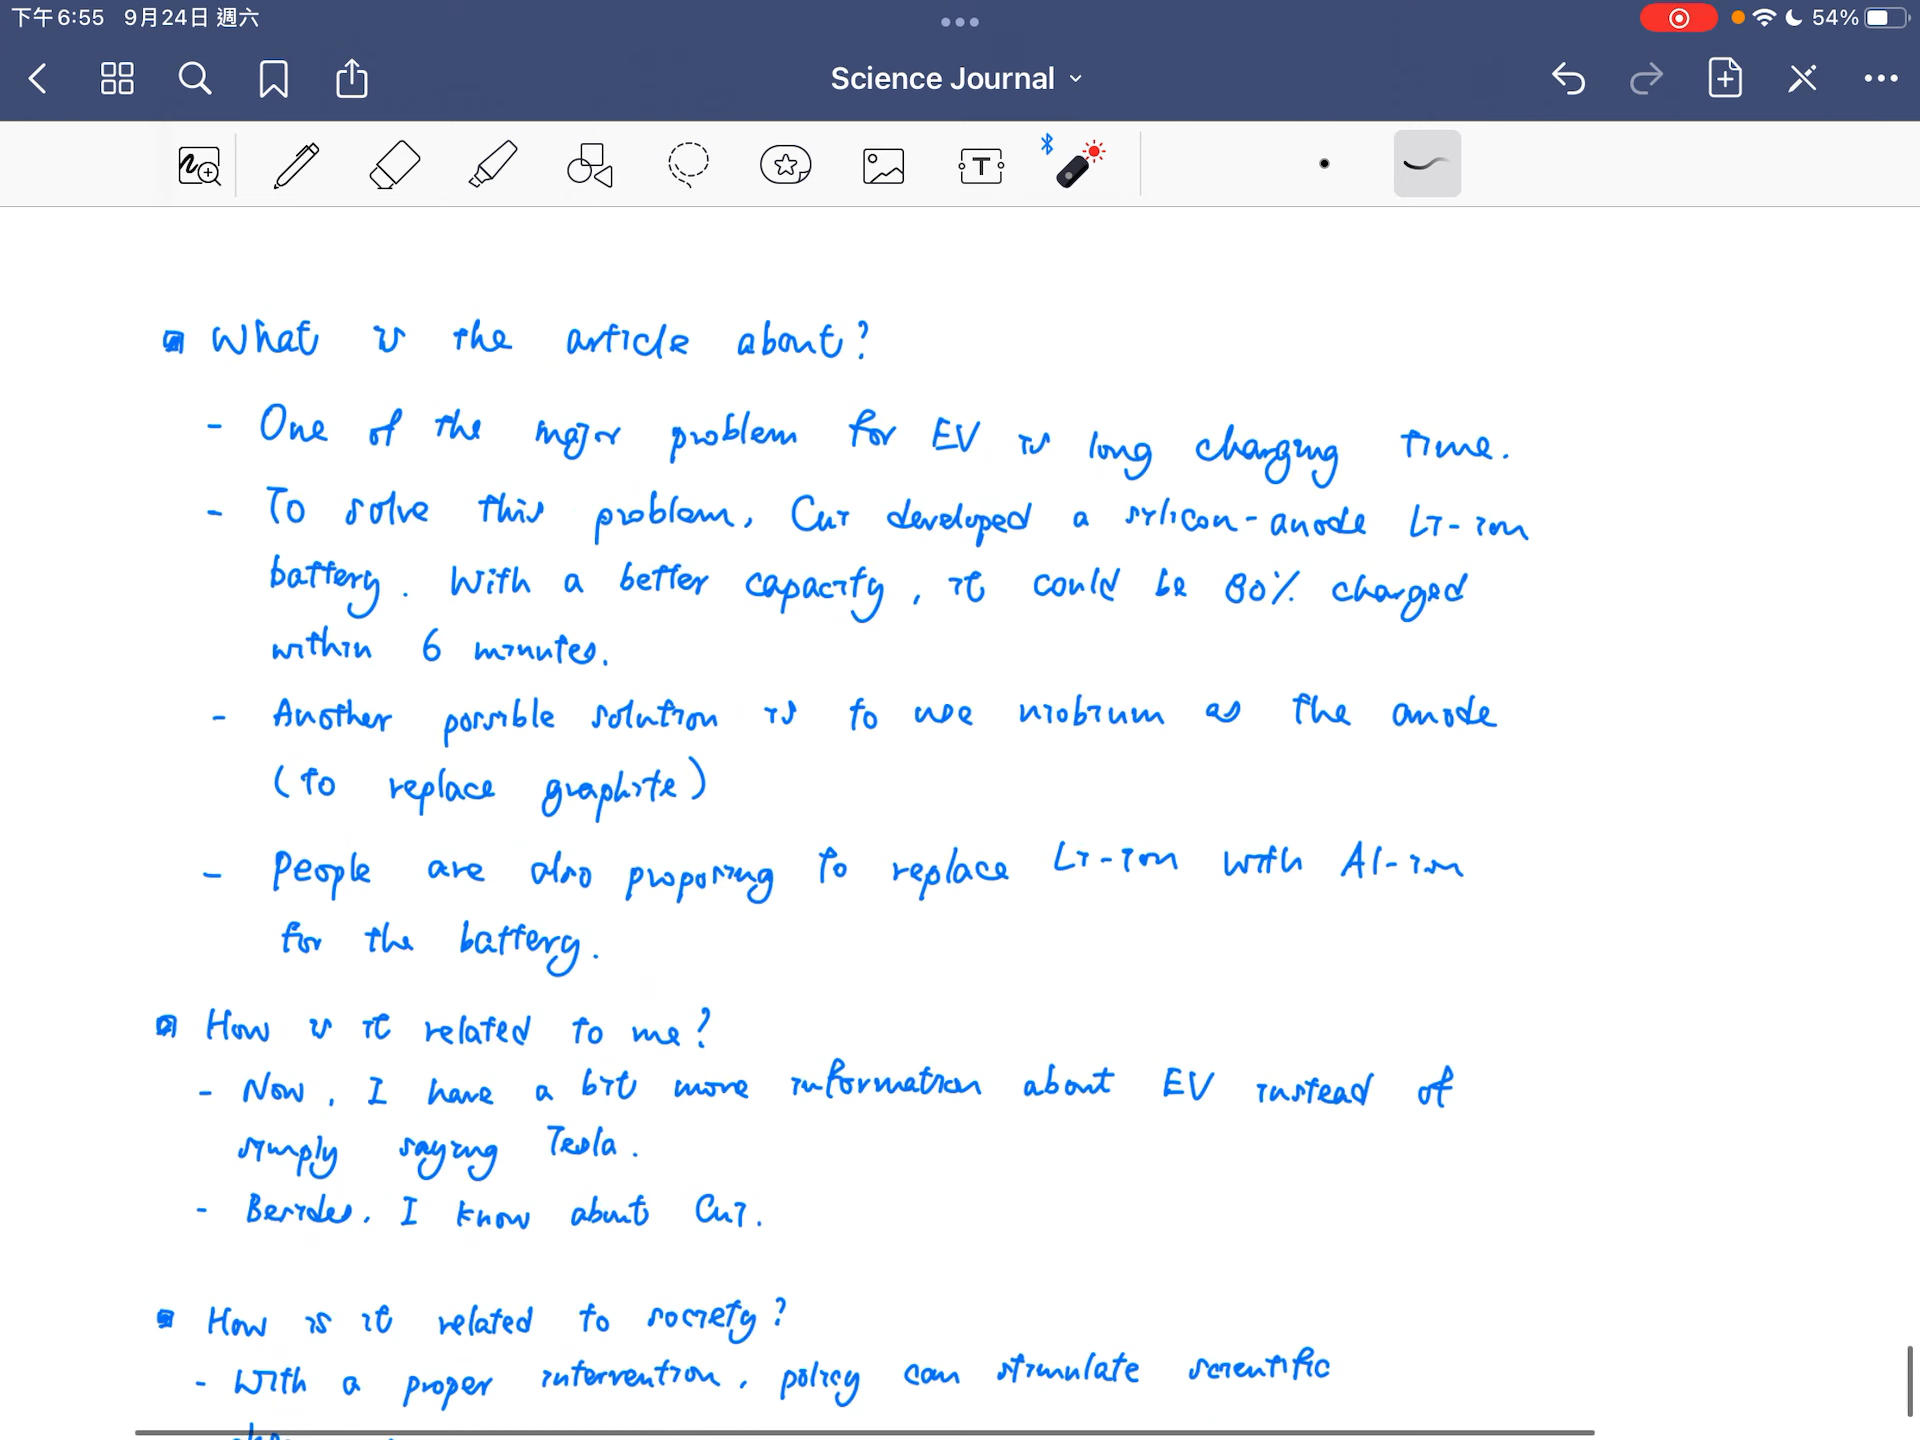 下午6:55 9月24日 週六
54%
Science Journal
T
What is the article about?
- One of the major problem for EV is long charging time.
- To solve this problem, Cui developed a silicon-anode Li-ion
battery. With a better capacity, it could be 80% charged
within 6 minutes.
- Another possible solution is to use niobium as the anode
(to replace graphite)
- People are also proposing to replace Li-ion with Al-ion
for the battery.
How is it related to me?
- Now, I have a bit more information about EV instead of
simply saying Tesla.
- Besides, I know about Cui.
How is it related to society?
- With a proper intervention, policy can stimulate scientific